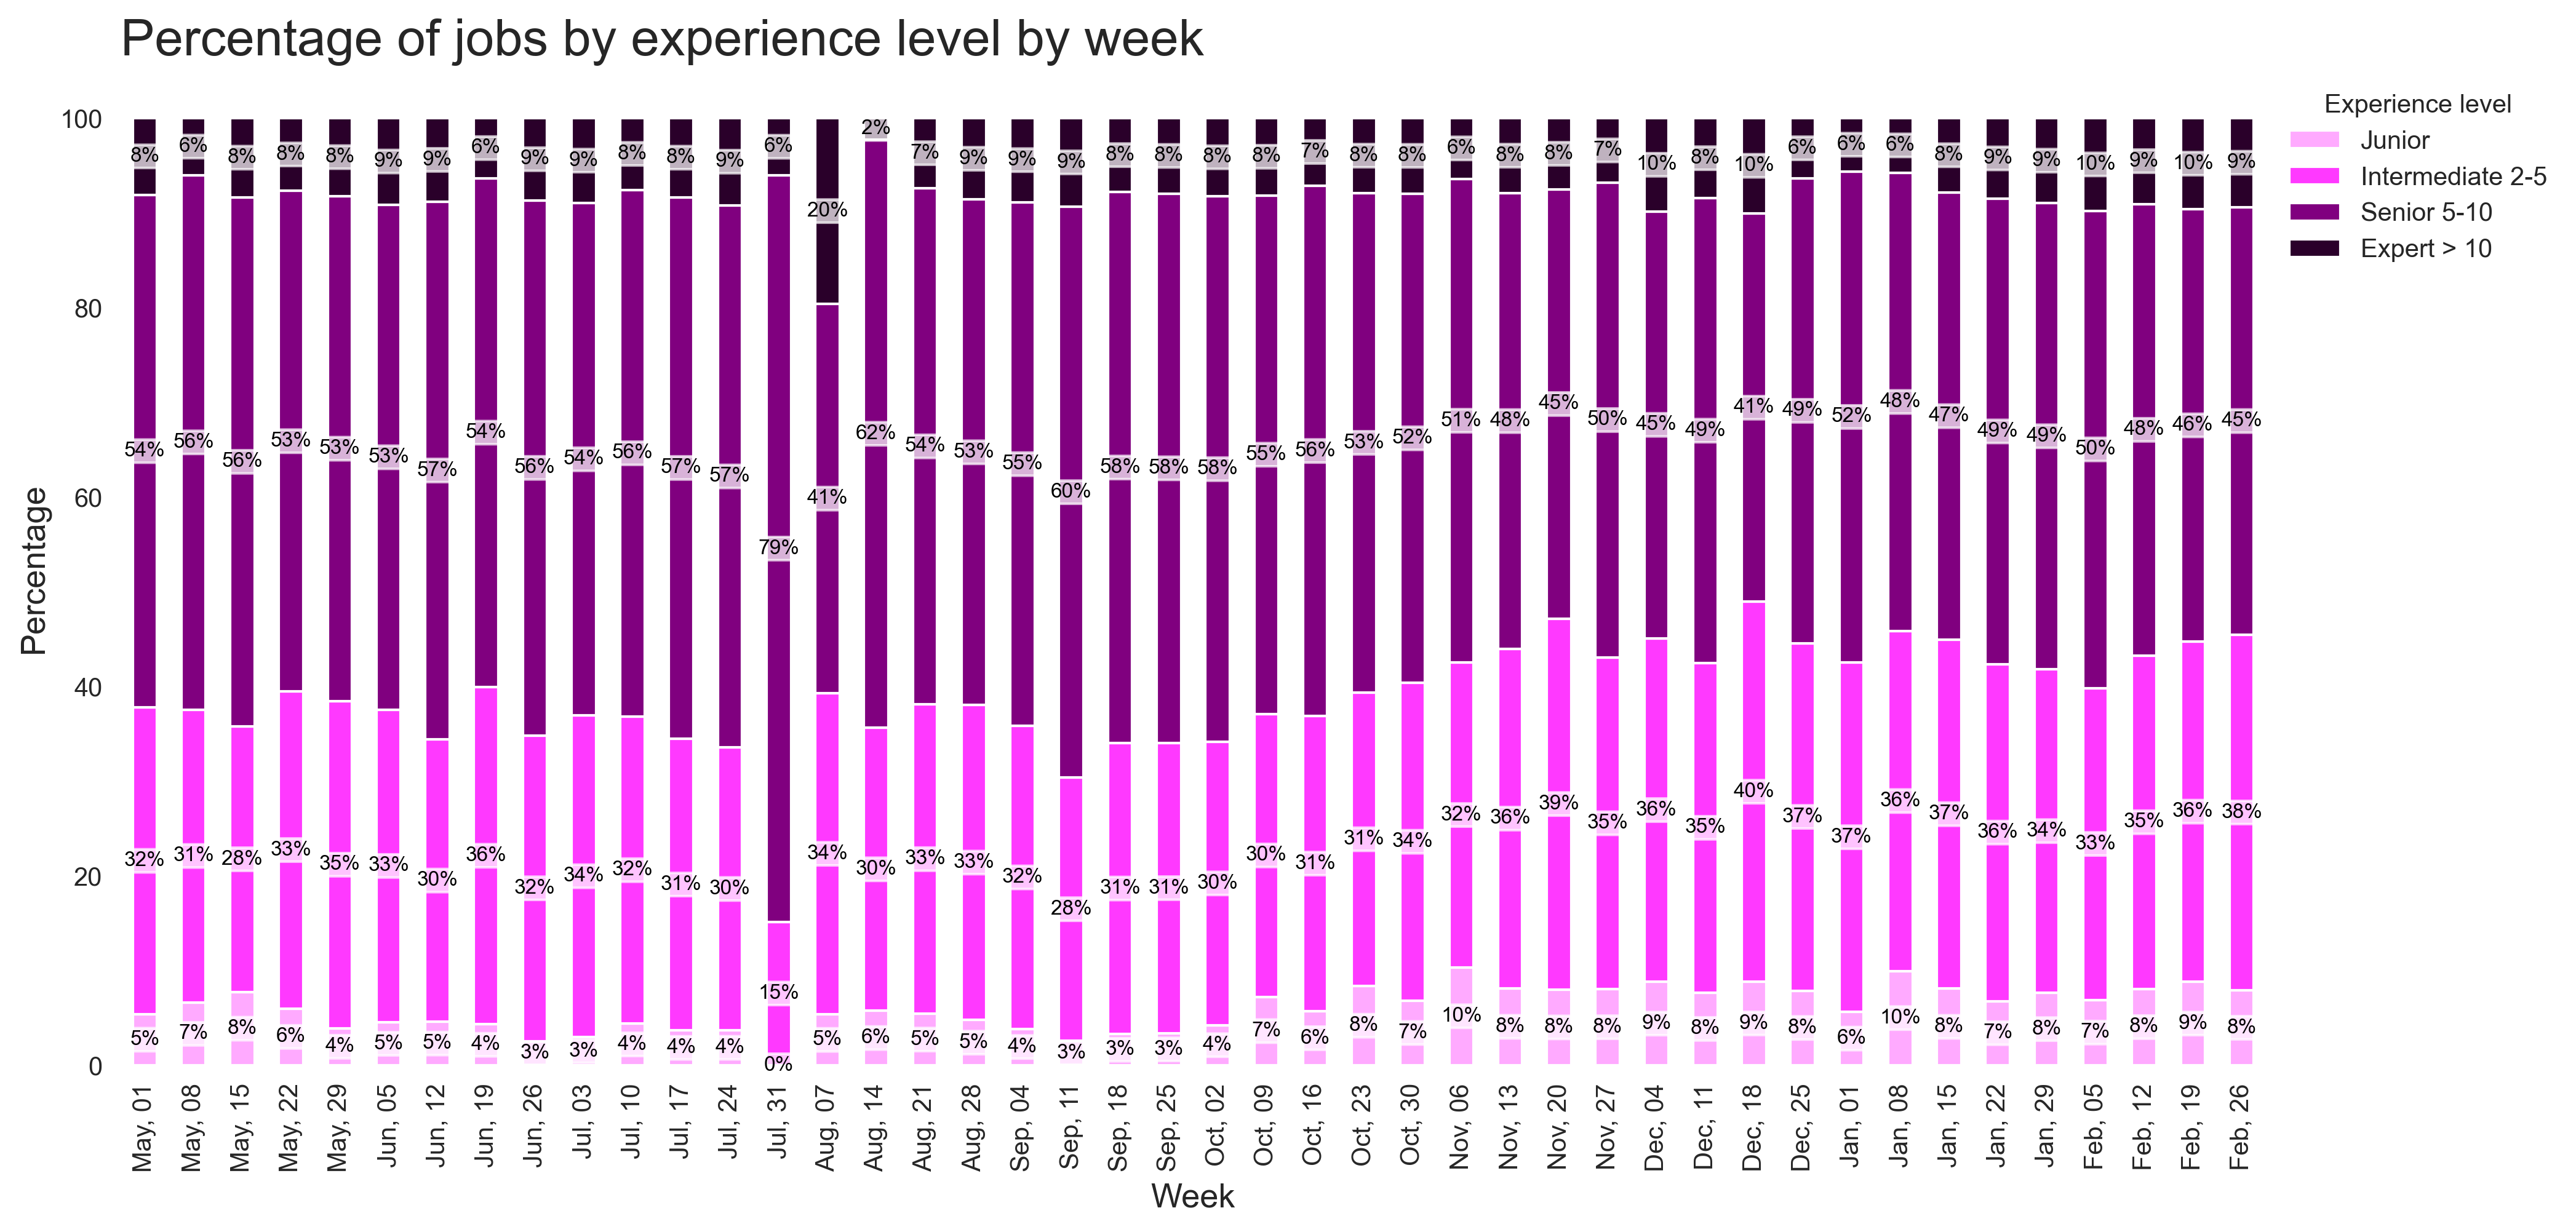 Percentage of jobs by experience level by week
Experience level
Junior
Intermediate 2-5
Senior 5-10
Expert > 10
Percentage
100
80
60
40
20
0
8% 6% 8% 8% 8% 9% 9% 6% 9% 9% 8% 8% 9% 6% 20% 2% 7% 9% 9% 9% 8% 8% 8% 8% 7% 8% 8% 6% 8% 8% 7% 10% 8% 10% 6% 6% 6% 8% 9% 9% 10% 9% 10% 9%
54% 56% 56% 53% 53% 53% 57% 54% 56% 54% 56% 57% 57% 79% 41% 62% 54% 53% 55% 60% 58% 58% 58% 55% 56% 53% 52% 51% 48% 45% 50% 45% 49% 41% 49% 52% 48% 47% 49% 49% 50% 48% 46% 45%
32% 31% 28% 33% 35% 33% 30% 36% 32% 34% 32% 31% 30% 15% 34% 30% 33% 33% 32% 28% 31% 31% 30% 30% 31% 31% 34% 32% 36% 39% 35% 36% 35% 40% 37% 37% 36% 37% 36% 34% 33% 35% 36% 38%
5% 7% 8% 6% 4% 5% 5% 4% 3% 3% 4% 4% 4% 0% 5% 6% 5% 5% 4% 3% 3% 3% 4% 7% 6% 8% 7% 10% 8% 8% 8% 9% 8% 9% 8% 6% 10% 8% 7% 8% 7% 8% 9% 8%
May, 01
May, 08
May, 15
May, 22
May, 29
Jun, 05
Jun, 12
Jun, 19
Jun, 26
Jul, 03
Jul, 10
Jul, 17
Jul, 24
Jul, 31
Aug, 07
Aug, 14
Aug, 21
Aug, 28
Sep, 04
Sep, 11
Sep, 18
Sep, 25
Oct, 02
Oct, 09
Oct, 16
Oct, 23
Oct, 30
Nov, 06
Nov, 13
Nov, 20
Nov, 27
Dec, 04
Dec, 11
Dec, 18
Dec, 25
Jan, 01
Jan, 08
Jan, 15
Jan, 22
Jan, 29
Feb, 05
Feb, 12
Feb, 19
Feb, 26
Week